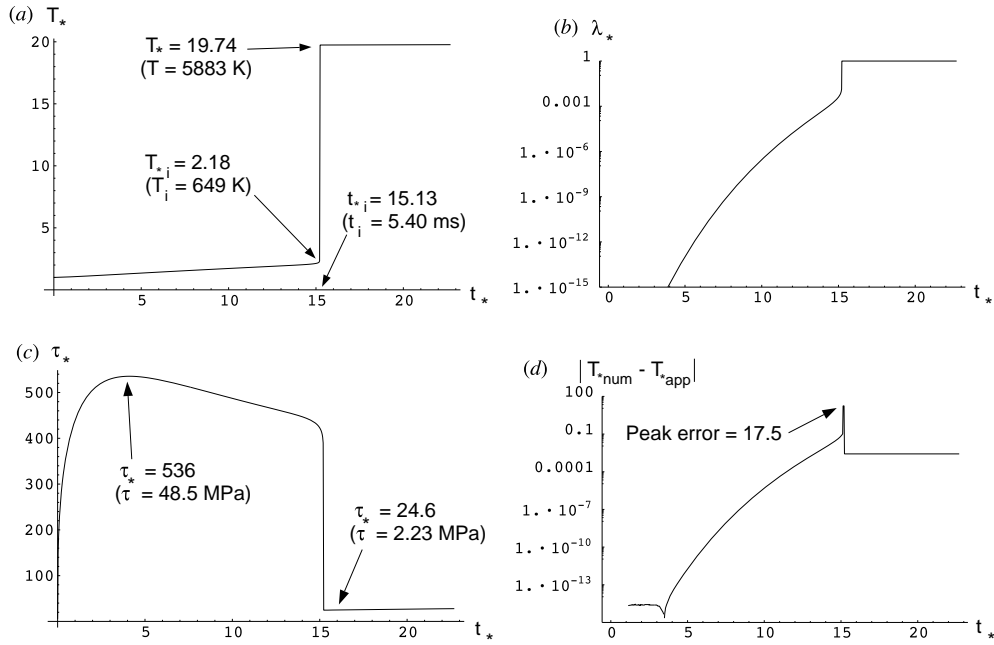 (a) T*
20
15
10
5
5 10 15 20 t*
T* = 19.74
(T = 5883 K)
T* i = 2.18
(T i = 649 K)
t* i = 15.13
(t i = 5.40 ms)
(b) λ*
1
0.001
1. • 10^-6
1. • 10^-9
1. • 10^-12
1. • 10^-15
0 5 10 15 20 t*
(c) τ*
500
400
300
200
100
5 10 15 20 t*
τ* = 536
(τ = 48.5 MPa)
τ* = 24.6
(τ = 2.23 MPa)
(d) | T*num - T*app|
100
0.1
0.0001
1. • 10^-7
1. • 10^-10
1. • 10^-13
0 5 10 15 20 t*
Peak error = 17.5